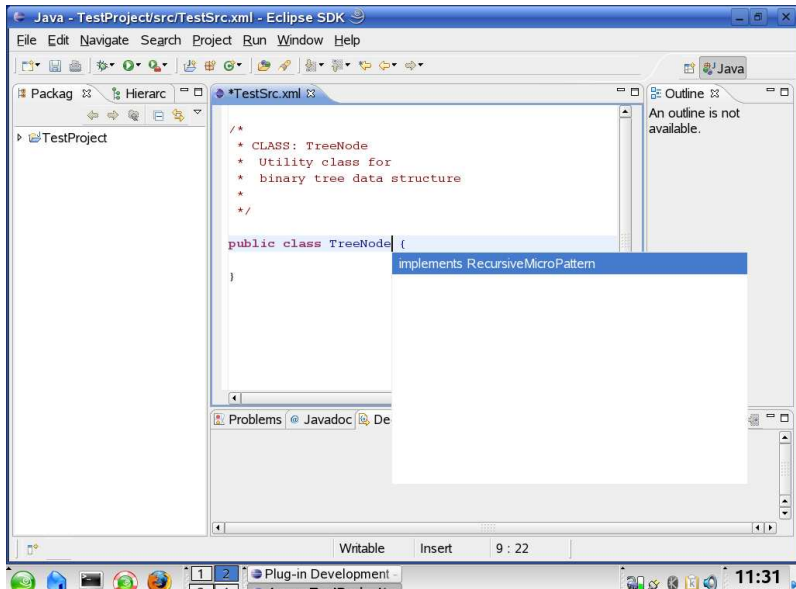 Java - TestProject/src/TestSrc.xml - Eclipse SDK
File Edit Navigate Search Project Run Window Help
Java
Packag Hierarc
*TestSrc.xml
Outline
An outline is not
available.
TestProject
/*
* CLASS: TreeNode
* Utility class for
* binary tree data structure
*
*/
public class TreeNode {
implements RecursiveMicroPattern
}
Problems @ Javadoc De
Writable Insert 9 : 22
1 2 Plug-in Development -
11:31